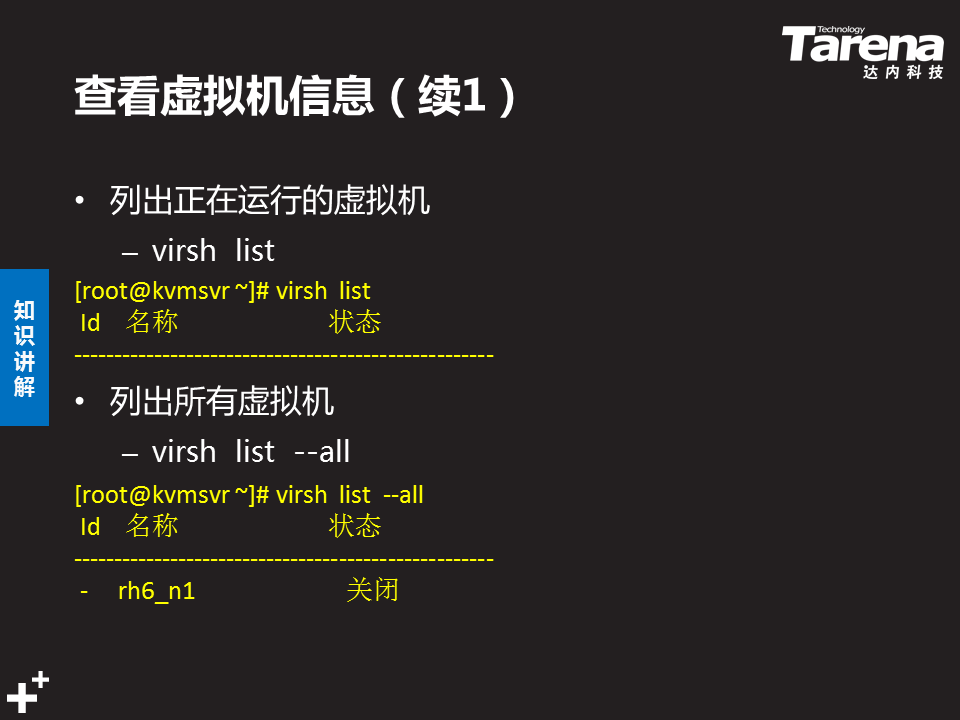 Technology
Tarena
达内科技
查看虚拟机信息（续1）
• 列出正在运行的虚拟机
– virsh list
[root@kvmsvr ~]# virsh list
Id 名称 状态
----------------------------------------------------
• 列出所有虚拟机
– virsh list --all
[root@kvmsvr ~]# virsh list --all
Id 名称 状态
----------------------------------------------------
- rh6_n1 关闭
知识讲解